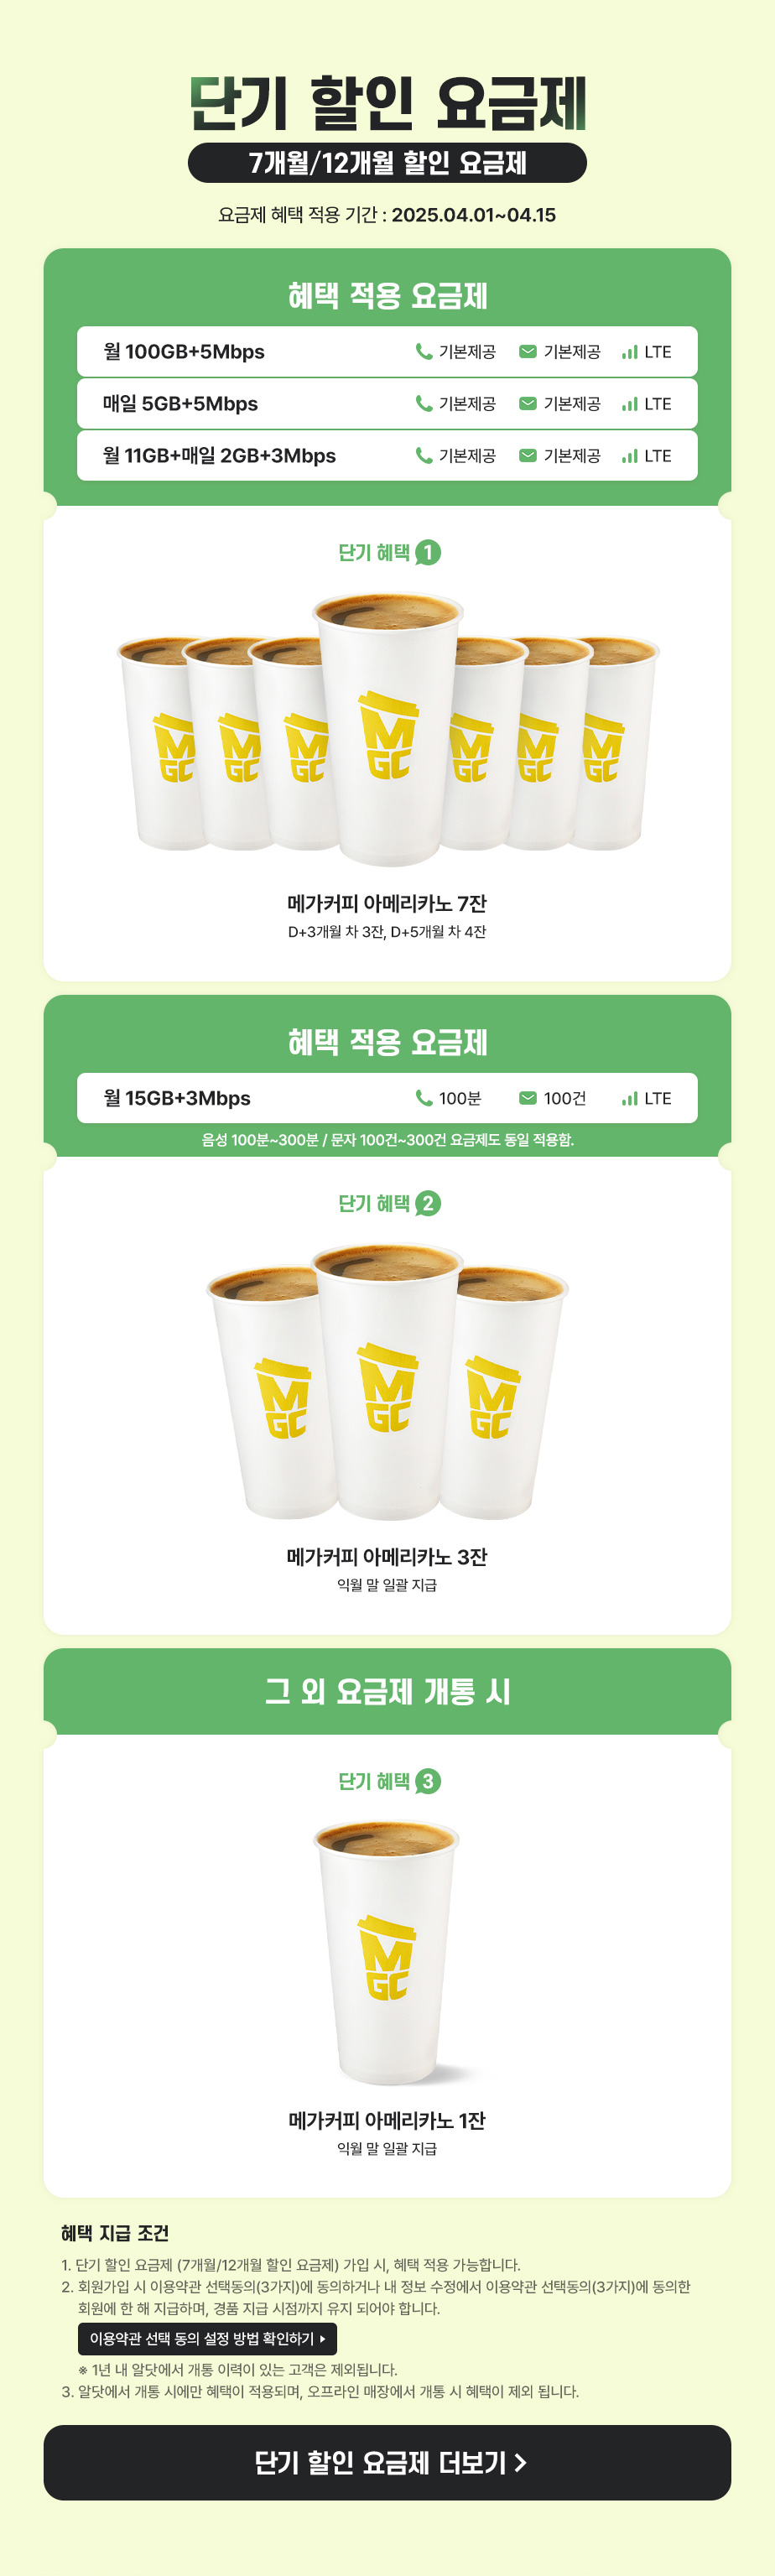 단기 할인 요금제
7개월/12개월 할인 요금제
요금제 혜택 적용 기간 : 2025.04.01~04.15
혜택 적용 요금제
월 100GB+5Mbps 기본제공 기본제공 LTE
매일 5GB+5Mbps 기본제공 기본제공 LTE
월 11GB+매일 2GB+3Mbps 기본제공 기본제공 LTE
단기 혜택 1
MGC MGC MGC MGC MGC MGC MGC
메가커피 아메리카노 7잔
D+3개월 차 3잔, D+5개월 차 4잔
혜택 적용 요금제
월 15GB+3Mbps 100분 100건 LTE
음성 100분~300분 / 문자 100건~300건 요금제도 동일 적용함.
단기 혜택 2
MGC MGC MGC
메가커피 아메리카노 3잔
익월 말 일괄 지급
그 외 요금제 개통 시
단기 혜택 3
MGC
메가커피 아메리카노 1잔
익월 말 일괄 지급
혜택 지급 조건
1. 단기 할인 요금제 (7개월/12개월 할인 요금제) 가입 시, 혜택 적용 가능합니다.
2. 회원가입 시 이용약관 선택동의(3가지)에 동의하거나 내 정보 수정에서 이용약관 선택동의(3가지)에 동의한
회원에 한 해 지급하며, 경품 지급 시점까지 유지 되어야 합니다.
이용약관 선택 동의 설정 방법 확인하기
※ 1년 내 알닷에서 개통 이력이 있는 고객은 제외됩니다.
3. 알닷에서 개통 시에만 혜택이 적용되며, 오프라인 매장에서 개통 시 혜택이 제외 됩니다.
단기 할인 요금제 더보기 >